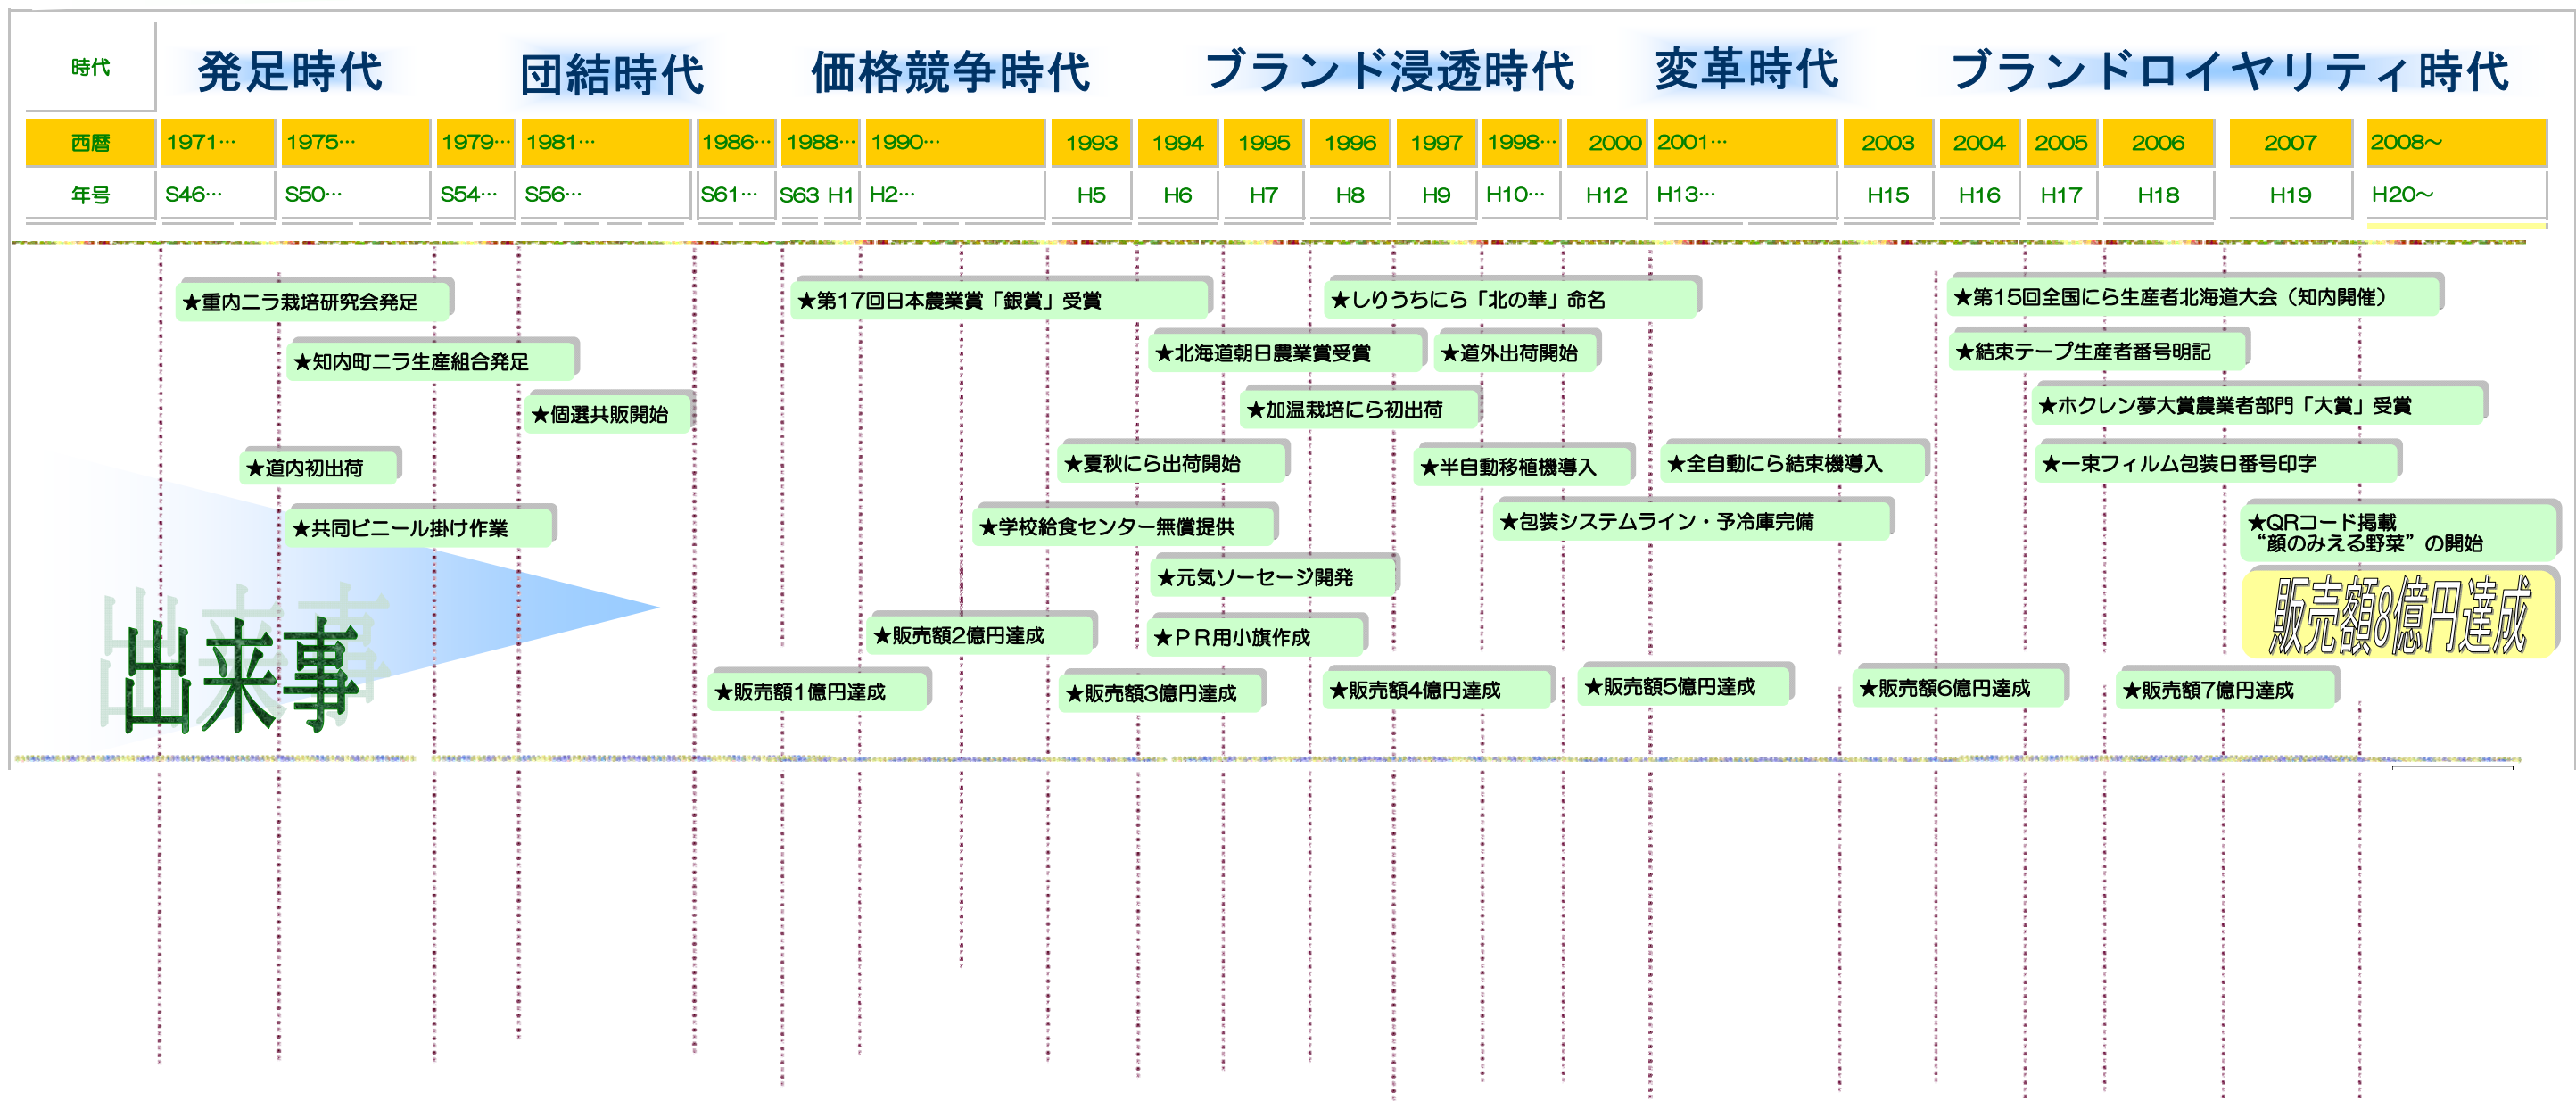 時代
発足時代
団結時代
価格競争時代
ブランド浸透時代
変革時代
ブランドロイヤリティ時代
西暦 1971… 1975… 1979… 1981… 1986… 1988… 1990… 1993 1994 1995 1996 1997 1998… 2000 2001… 2003 2004 2005 2006 2007 2008～
年号 S46… S50… S54… S56… S61… S63 H1 H2… H5 H6 H7 H8 H9 H10… H12 H13… H15 H16 H17 H18 H19 H20～
★重内ニラ栽培研究会発足
★第17回日本農業賞「銀賞」受賞
★しりうちにら「北の華」命名
★第15回全国にら生産者北海道大会（知内開催）
★知内町ニラ生産組合発足
★北海道朝日農業賞受賞
★道外出荷開始
★結束テープ生産者番号明記
★個選共販開始
★加温栽培にら初出荷
★ホクレン夢大賞農業者部門「大賞」受賞
★道内初出荷
★夏秋にら出荷開始
★半自動移植機導入
★全自動にら結束機導入
★一束フィルム包装日番号印字
★共同ビニール掛け作業
★学校給食センター無償提供
★包装システムライン・予冷庫完備
★QRコード掲載
“顔のみえる野菜”の開始
★元気ソーセージ開発
出来事
★販売額2億円達成
★ＰＲ用小旗作成
販売額8億円達成
★販売額1億円達成
★販売額3億円達成
★販売額4億円達成
★販売額5億円達成
★販売額6億円達成
★販売額7億円達成